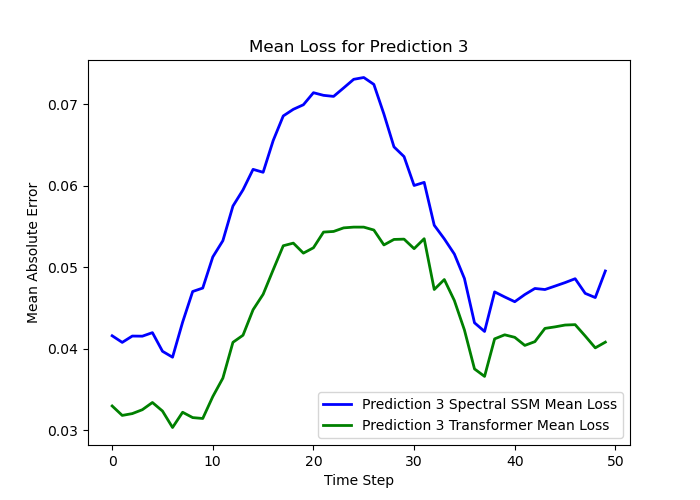 Mean Loss for Prediction 3
Mean Absolute Error
0.07
0.06
0.05
0.04
0.03
Prediction 3 Spectral SSM Mean Loss
Prediction 3 Transformer Mean Loss
0 10 20 30 40 50
Time Step